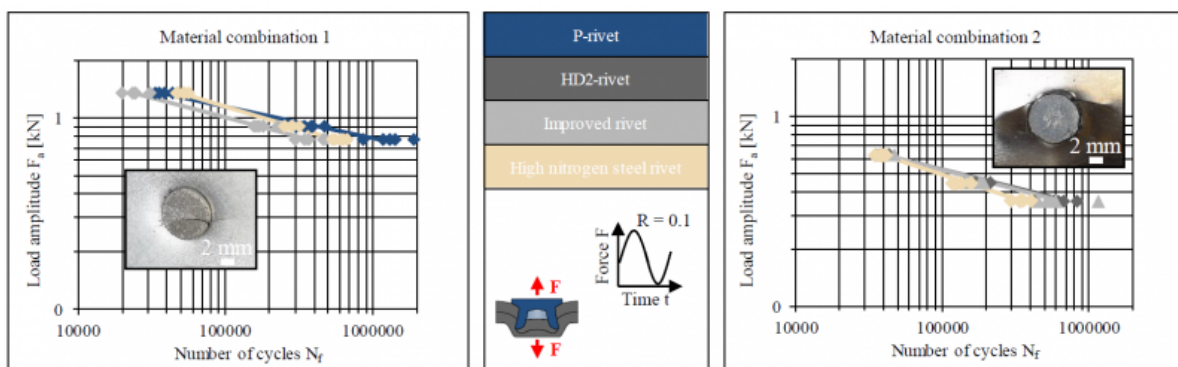 Material combination 1
Load amplitude Fₐ [kN]
1
0
2 mm
10000
100000
1000000
Number of cycles N_f
P-rivet
HD2-rivet
Improved rivet
High nitrogen steel rivet
R = 0.1
Force F
Time t
F
F
Material combination 2
Load amplitude Fₐ [kN]
1
0
2 mm
10000
100000
1000000
Number of cycles N_f